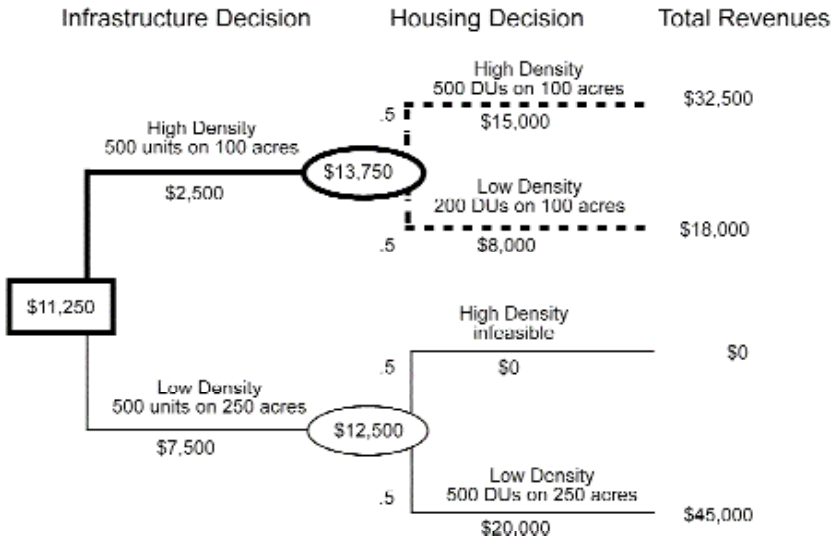 Infrastructure Decision Housing Decision Total Revenues
High Density
500 DUs on 100 acres
$32,500
.5
$15,000
High Density
500 units on 100 acres
$13,750
$2,500
Low Density
200 DUs on 100 acres
$18,000
.5
$8,000
$11,250
High Density
infeasible
$0
.5
$0
Low Density
500 units on 250 acres
$12,500
$7,500
Low Density
500 DUs on 250 acres
.5
$45,000
$20,000